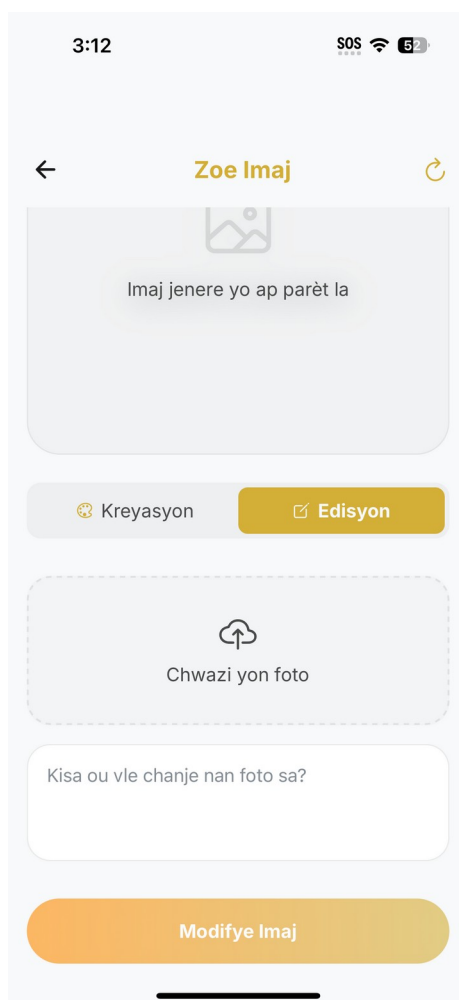 3:12 SOS 52
Zoe Imaj
Imaj jenere yo ap parèt la
Kreyasyon Edisyon
Chwazi yon foto
Kisa ou vle chanje nan foto sa?
Modifye Imaj